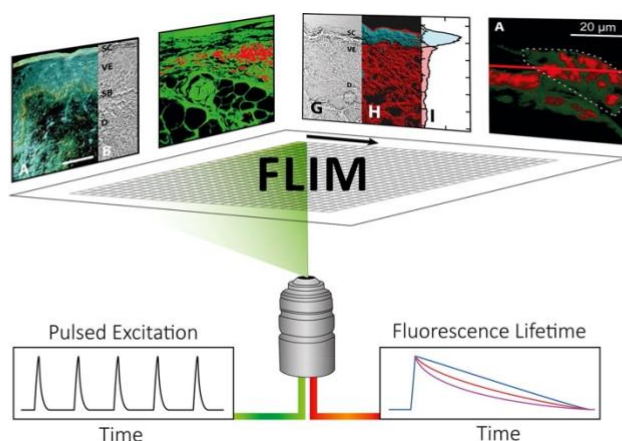 SC
VE
SB
D
A
B
SC
VE
D
G
H
I
A
20 μm
FLIM
Pulsed Excitation
Time
Fluorescence Lifetime
Time